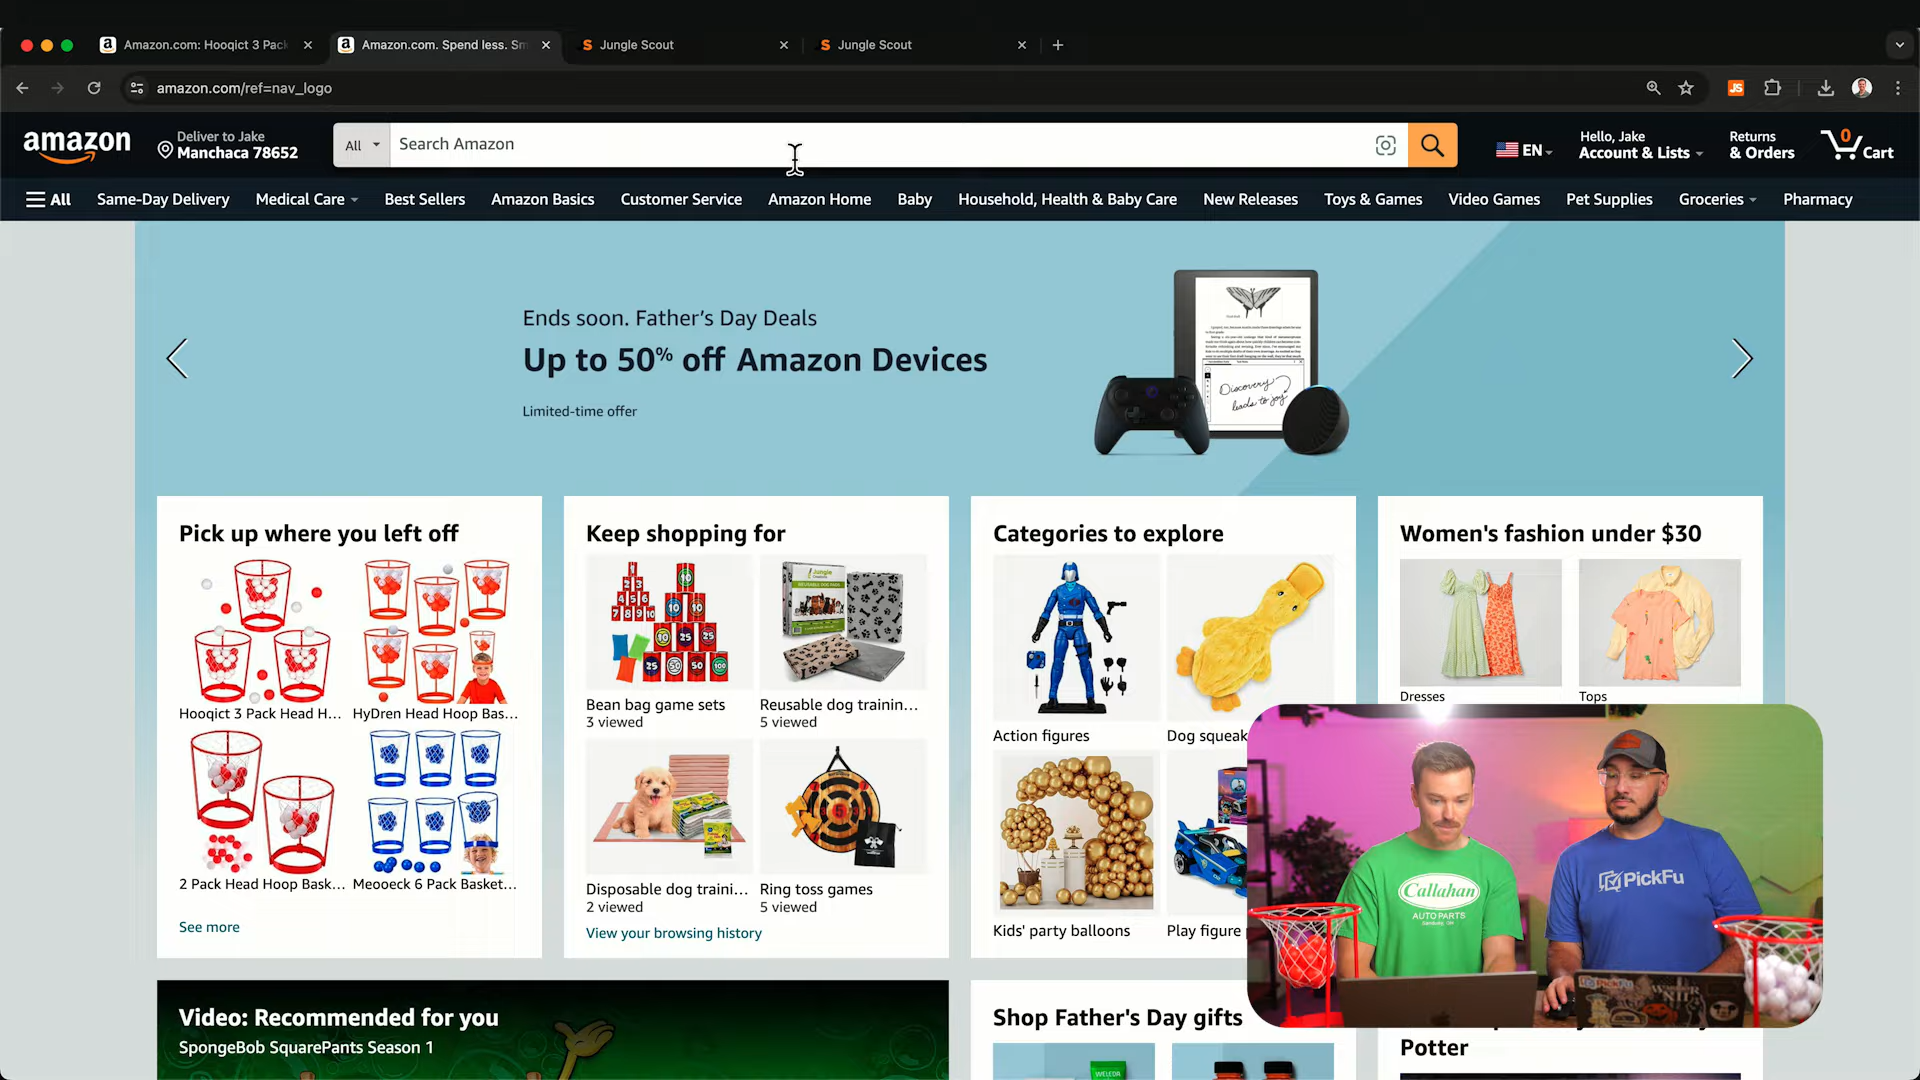 Amazon.com: Hooqict 3 Pack
Amazon.com. Spend less. Sm
Jungle Scout
Jungle Scout
amazon.com/ref=nav_logo
JS
amazon
Deliver to Jake
Manchaca 78652
All
Search Amazon
EN
Hello, Jake
Account & Lists
Returns
& Orders
0
Cart
All
Same-Day Delivery
Medical Care
Best Sellers
Amazon Basics
Customer Service
Amazon Home
Baby
Household, Health & Baby Care
New Releases
Toys & Games
Video Games
Pet Supplies
Groceries
Pharmacy
Ends soon. Father's Day Deals
Up to 50% off Amazon Devices
Limited-time offer
Discovery
leads to joy
Pick up where you left off
Hooqict 3 Pack Head H...
HyDren Head Hoop Bas...
2 Pack Head Hoop Bask...
Meooeck 6 Pack Basket...
See more
Keep shopping for
Bean bag game sets
3 viewed
Reusable dog trainin...
5 viewed
Disposable dog traini...
2 viewed
Ring toss games
5 viewed
View your browsing history
Categories to explore
Action figures
Dog squeak
Kids' party balloons
Play figure
Women's fashion under $30
Dresses
Tops
Callahan
AUTO PARTS
PickFu
Video: Recommended for you
SpongeBob SquarePants Season 1
Shop Father's Day gifts
WELEDA
Potter